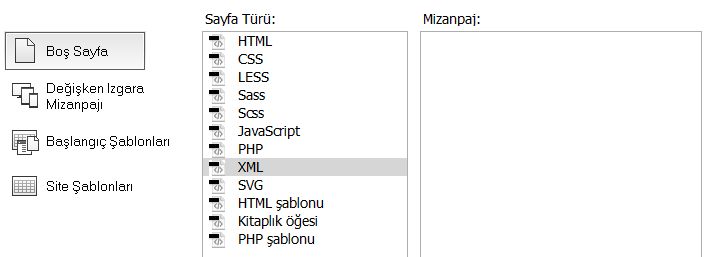 Sayfa Türü:
Mizanpaj:
Boş Sayfa
Değişken Izgara
Mizanpajı
Başlangıç Şablonları
Site Şablonları
HTML
CSS
LESS
Sass
Scss
JavaScript
PHP
XML
SVG
HTML şablonu
Kitaplık öğesi
PHP şablonu